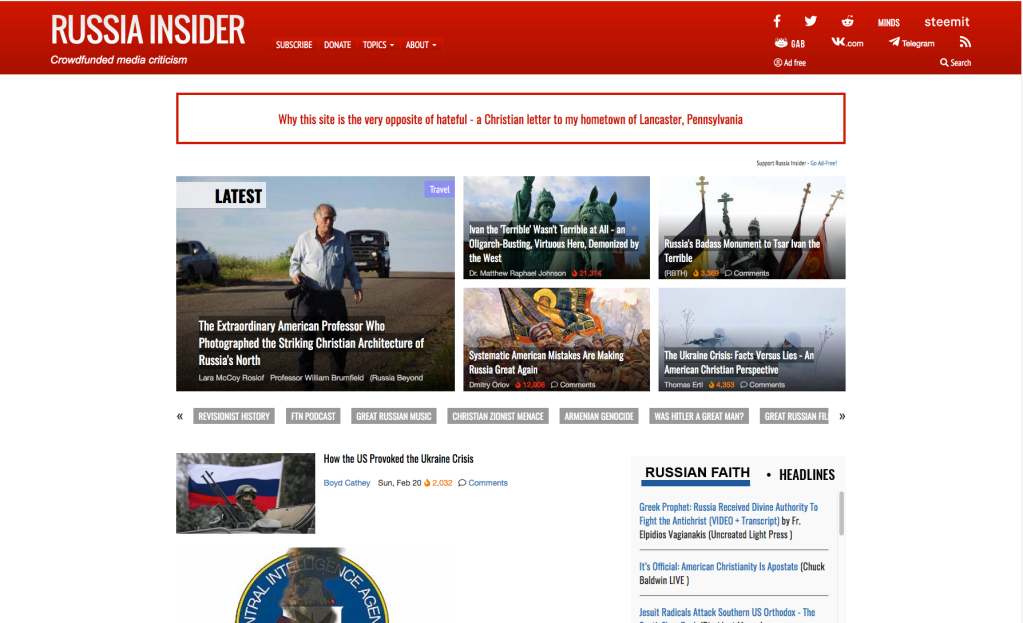 RUSSIA INSIDER
Crowdfunded media criticism
SUBSCRIBE DONATE TOPICS ABOUT
MINDS steemit
GAB .com Telegram
Ad free Search
Why this site is the very opposite of hateful - a Christian letter to my hometown of Lancaster, Pennsylvania
Support Russia Insider - Go Ad-Free!
LATEST
Travel
The Extraordinary American Professor Who
Photographed the Striking Christian Architecture of
Russia's North
Lara McCoy Roslof Professor William Brumfield (Russia Beyond
Ivan the 'Terrible' Wasn't Terrible at All - an
Oligarch-Busting, Virtuous Hero, Demonized by
the West
Dr. Matthew Raphael Johnson 21,314
Russia's Badass Monument to Tsar Ivan the
Terrible
(RBTH) 3,369 Comments
Systematic American Mistakes Are Making
Russia Great Again
Dmitry Orlov 12,006 Comments
The Ukraine Crisis: Facts Versus Lies - An
American Christian Perspective
Thomas Ertl 4,353 Comments
« REVISIONIST HISTORY FTN PODCAST GREAT RUSSIAN MUSIC CHRISTIAN ZIONIST MENACE ARMENIAN GENOCIDE WAS HITLER A GREAT MAN? GREAT RUSSIAN FIL »
How the US Provoked the Ukraine Crisis
Boyd Cathey Sun, Feb 20 2,032 Comments
NTRAL INTELLIGENCE AGEN
RUSSIAN FAITH • HEADLINES
Greek Prophet: Russia Received Divine Authority To
Fight the Antichrist (VIDEO + Transcript) by Fr.
Elpidios Vagianakis (Uncreated Light Press )
It's Official: American Christianity Is Apostate (Chuck
Baldwin LIVE )
Jesuit Radicals Attack Southern US Orthodox - The